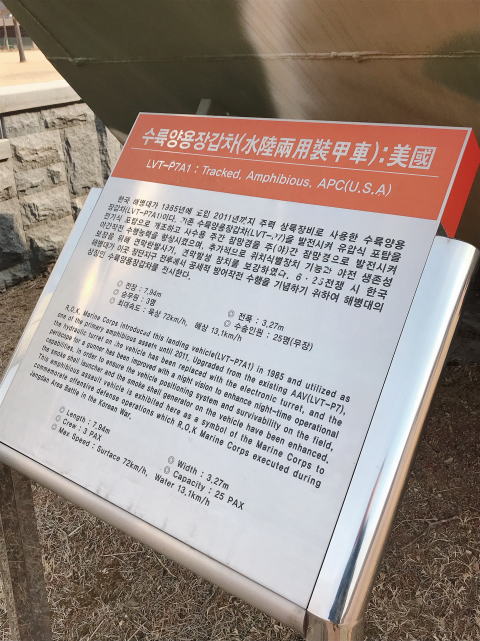 수륙양용장갑차(水陸兩用裝甲車) : 美國
LVT-P7A1 : Tracked, Amphibious, APC(U.S.A)
한국 해병대가 1985년에 도입 2011년까지 주력 상륙장비로 사용한 수륙양용
장갑차(LVT-P7A1)이다. 기존 수륙양용장갑차(LVT-P7)를 발전시켜 유압식 포탑을
전기식 포탑으로 개조하고 사수용 주간 잠망경을 주(야)간 잠망경으로 발전시켜
야간작전 수행능력을 향상시켰으며, 추가적으로 위치식별장치 기능과 야전 생존성
보장을 위해 연막탄발사기, 연막발생 장치를 보강하였다. 6·25전쟁 시 한국
해병대가 이곳 장단지구 전투에서 공세적 방어작전 수행을 기념하기 위하여 해병대의
상징인 수륙양용장갑차를 전시한다.
○ 전장 : 7.94m ○ 전폭 : 3.27m
○ 승무원 : 3명 ○ 수송인원 : 25명(무장)
○ 최대속도 : 육상 72km/h, 해상 13.1km/h
R.O.K. Marine Corps introducad this landing vehicle(LVT-P7A1) in 1985 and utilized as
one of the primary amphibious assets until 2011. Upgraded from the existing AAV(LVT-P7),
the hydraulic turret on the vehicle has been replaced with the electronic turret, and the
periscope for a gunner has been improved with a night vision to enhance night-time operational
capabilities. In order to ensure the vehicle positioning system and survivability on the field,
the smoke shell launcher and the smoke shell generator on the vehicle have been enhanced.
This amphibious assault vehicle is exhibited here as a symbol of the Marine Corps to
commemorate offensive defense operations which R.O.K Marine Corps executed during
Jangdan Area Battle in the Korean War.
○ Length : 7.94m ○ Width : 3.27m
○ Crew : 3 PAX ○ Capacity : 25 PAX
○ Max Speed : Surface 72km/h, Water 13.1km/h